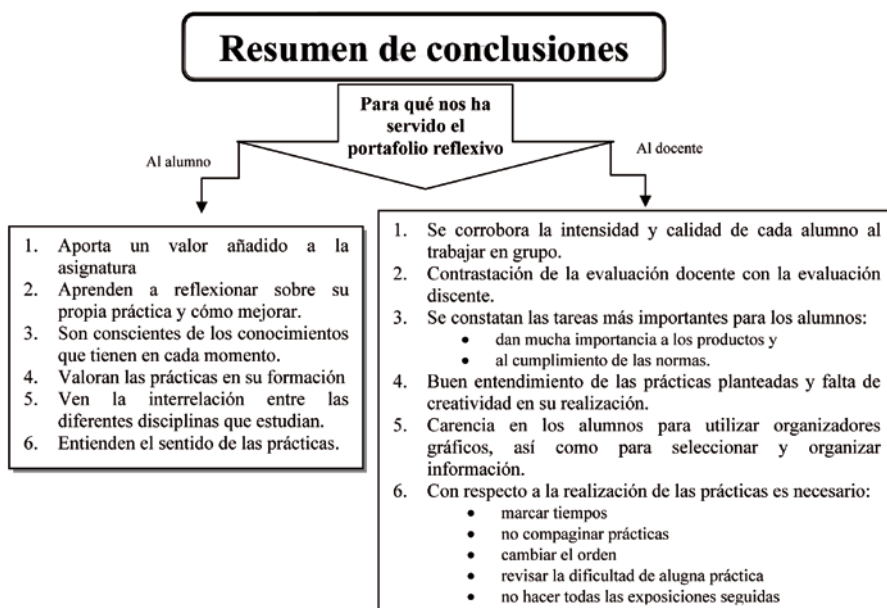 Resumen de conclusiones
Para qué nos ha
servido el
portafolio reflexivo
Al alumno
Al docente
1. Aporta un valor añadido a la
asignatura
2. Aprenden a reflexionar sobre su
propia práctica y cómo mejorar.
3. Son conscientes de los conocimientos
que tienen en cada momento.
4. Valoran las prácticas en su formación
5. Ven la interrelación entre las
diferentes disciplinas que estudian.
6. Entienden el sentido de las prácticas.
1. Se corrobora la intensidad y calidad de cada alumno al
trabajar en grupo.
2. Contrastación de la evaluación docente con la evaluación
discente.
3. Se constatan las tareas más importantes para los alumnos:
• dan mucha importancia a los productos y
• al cumplimiento de las normas.
4. Buen entendimiento de las prácticas planteadas y falta de
creatividad en su realización.
5. Carencia en los alumnos para utilizar organizadores
gráficos, así como para seleccionar y organizar
información.
6. Con respecto a la realización de las prácticas es necesario:
• marcar tiempos
• no compaginar prácticas
• cambiar el orden
• revisar la dificultad de alugna práctica
• no hacer todas las exposiciones seguidas